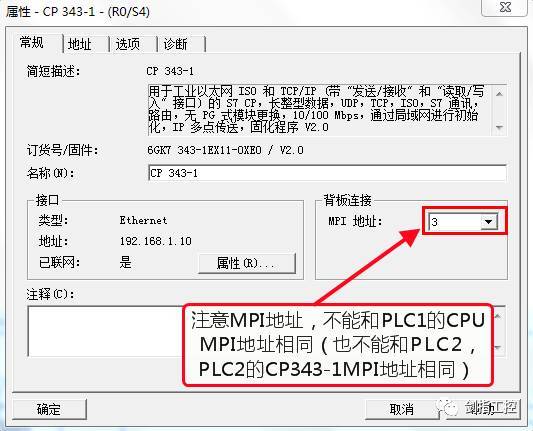 属性 - CP 343-1 - (R0/S4)
常规 地址 选项 诊断
简短描述: CP 343-1
用于工业以太网 ISO 和 TCP/IP (带 "发送/接收" 和 "读取/写
入" 接口) 的 S7 CP，长整型数据，UDP，TCP，ISO，S7 通讯，
路由，无 PG 式模块更换，10/100 Mbps，通过局域网进行初始
化，IP 多点传送，固化程序 V2.0
订货号/固件: 6GK7 343-1EX11-0XE0 / V2.0
名称(N): CP 343-1
接口
类型: Ethernet
地址: 192.168.1.10
已联网: 是 属性(R)...
背板连接
MPI 地址: 3
注释(C):
注意MPI地址，不能和PLC1的CPU
MPI地址相同（也不能和PLC2，
PLC2的CP343-1MPI地址相同）
确定 取消
剑指工控